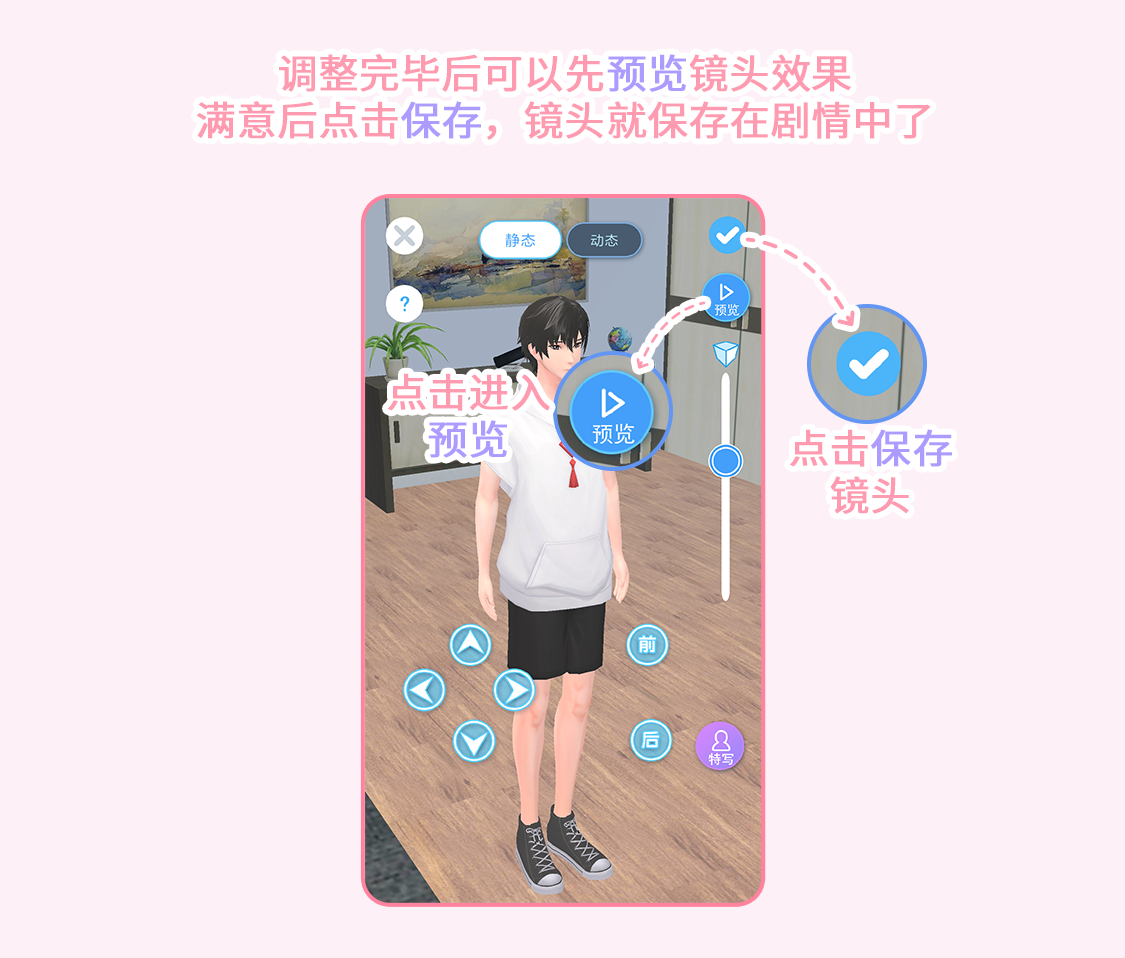 调整完毕后可以先预览镜头效果
满意后点击保存，镜头就保存在剧情中了
静态
动态
?
预览
点击进入
预览
预览
点击保存
镜头
前
后
特写